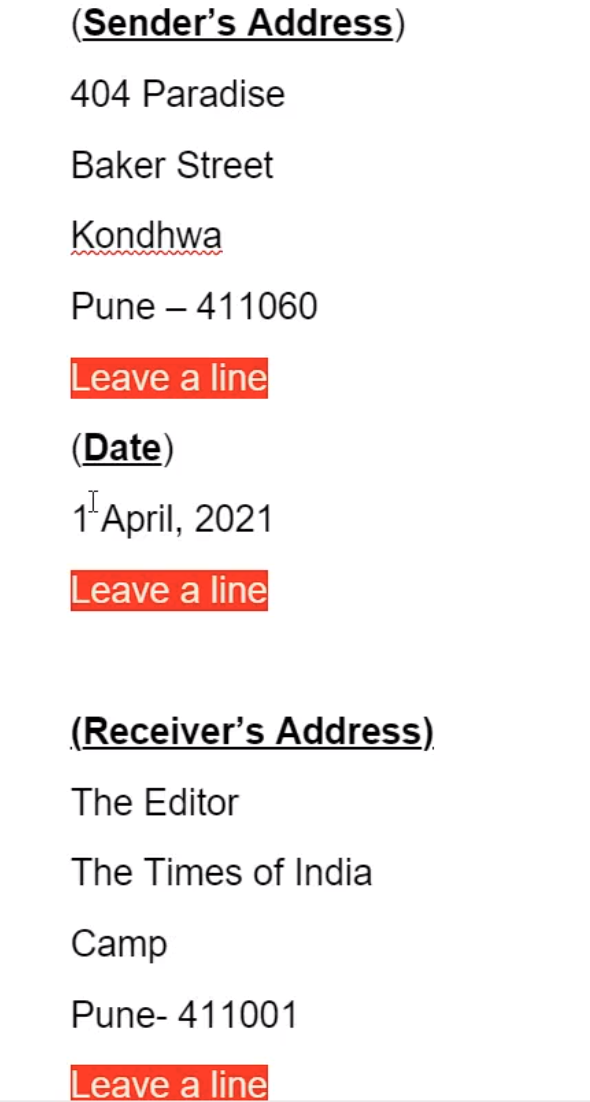 (Sender’s Address)
404 Paradise
Baker Street
Kondhwa
Pune – 411060
Leave a line
(Date)
1 April, 2021
Leave a line
(Receiver’s Address)
The Editor
The Times of India
Camp
Pune- 411001
Leave a line